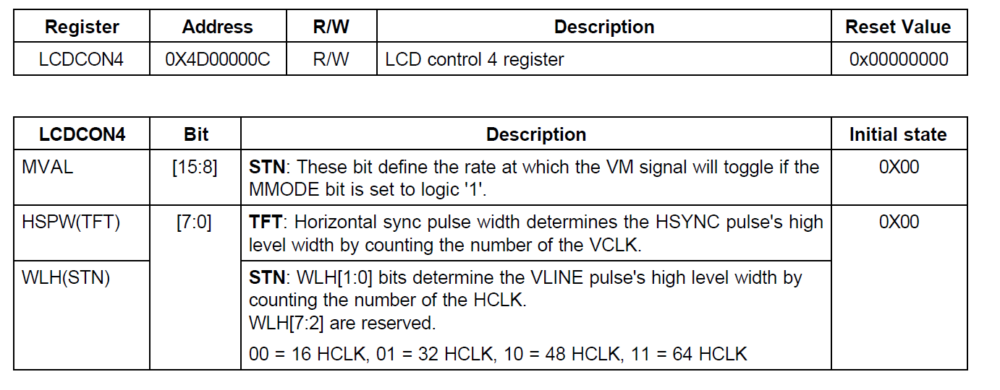 Register Address R/W Description Reset Value
LCDCON4 0X4D00000C R/W LCD control 4 register 0x00000000
LCDCON4 Bit Description Initial state
MVAL [15:8] STN: These bit define the rate at which the VM signal will toggle if the 0X00
MMODE bit is set to logic '1'.
HSPW(TFT) [7:0] TFT: Horizontal sync pulse width determines the HSYNC pulse's high 0X00
level width by counting the number of the VCLK.
WLH(STN) STN: WLH[1:0] bits determine the VLINE pulse's high level width by
counting the number of the HCLK.
WLH[7:2] are reserved.
00 = 16 HCLK, 01 = 32 HCLK, 10 = 48 HCLK, 11 = 64 HCLK